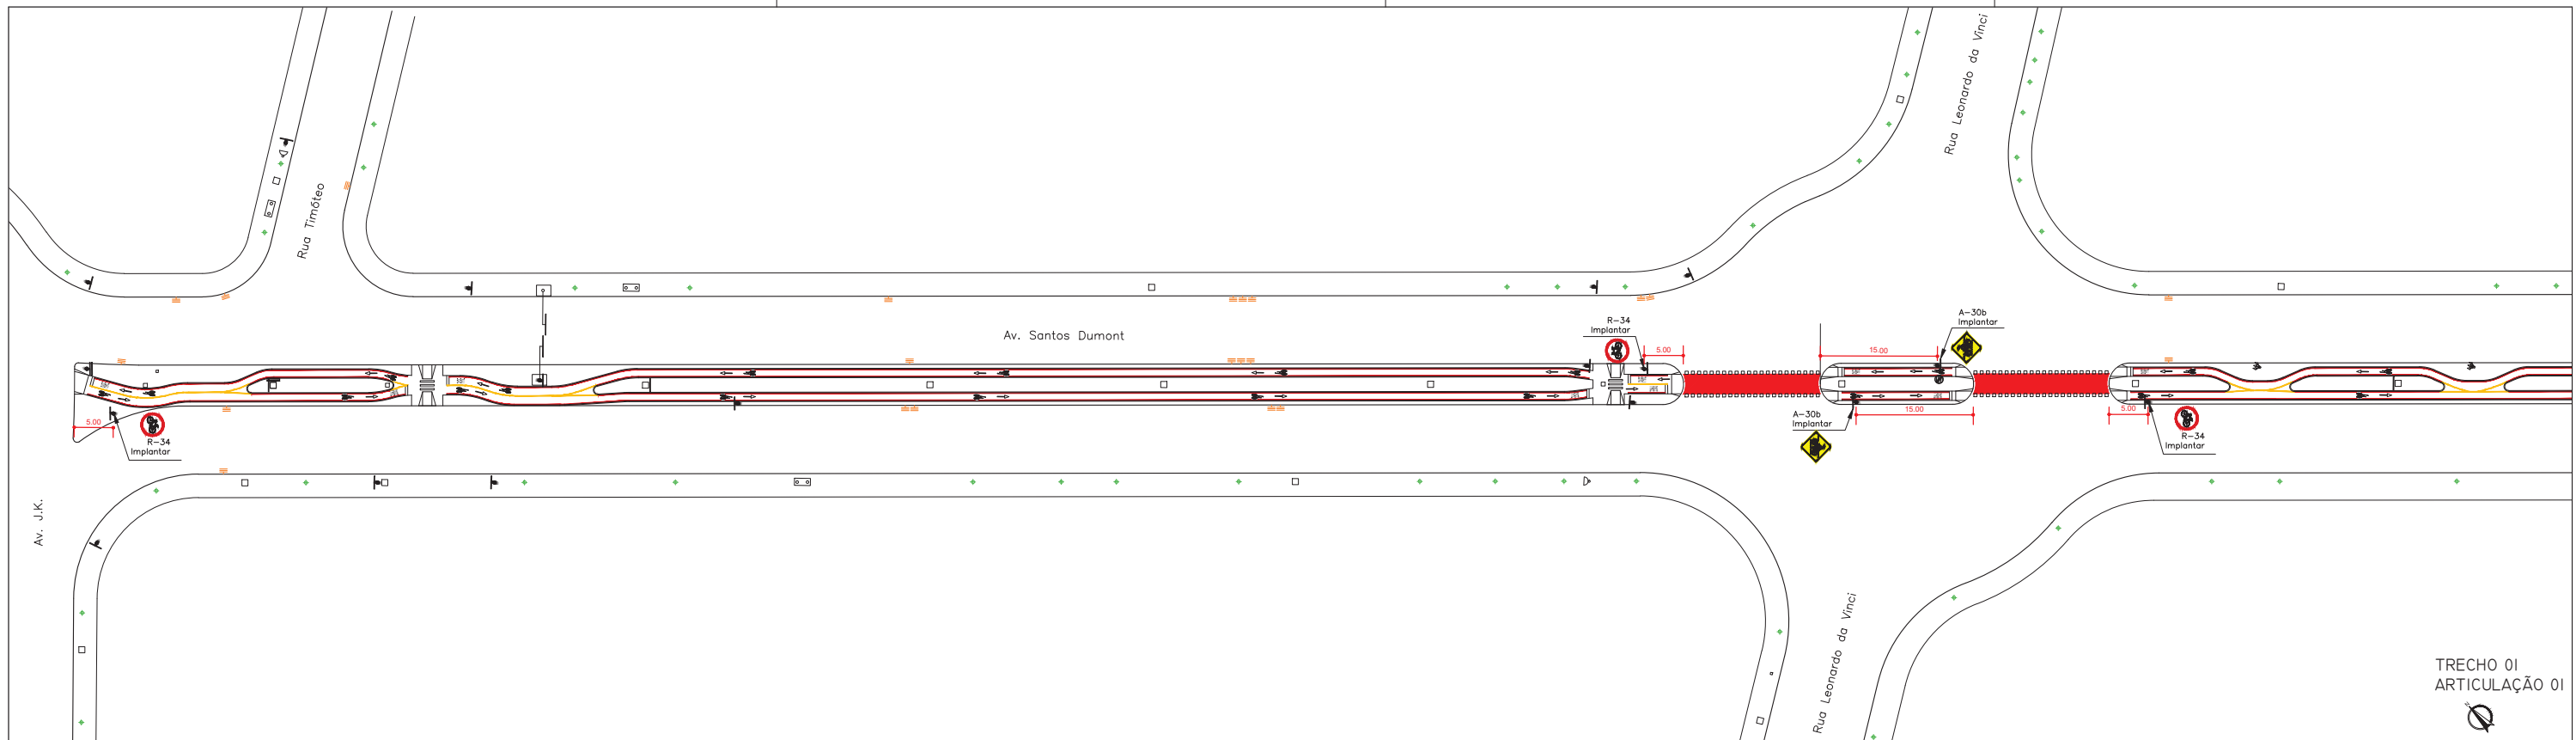 Rua Leonardo da Vinci
Rua Timóteo
A-30b
Implantar
R-34
Implantar
Av. Santos Dumont
5.00
15.00
5.00
R-34
Implantar
A-30b
Implantar
15.00
5.00
R-34
Implantar
Av. J.K.
Rua Leonardo da Vinci
TRECHO 01
ARTICULAÇÃO 01